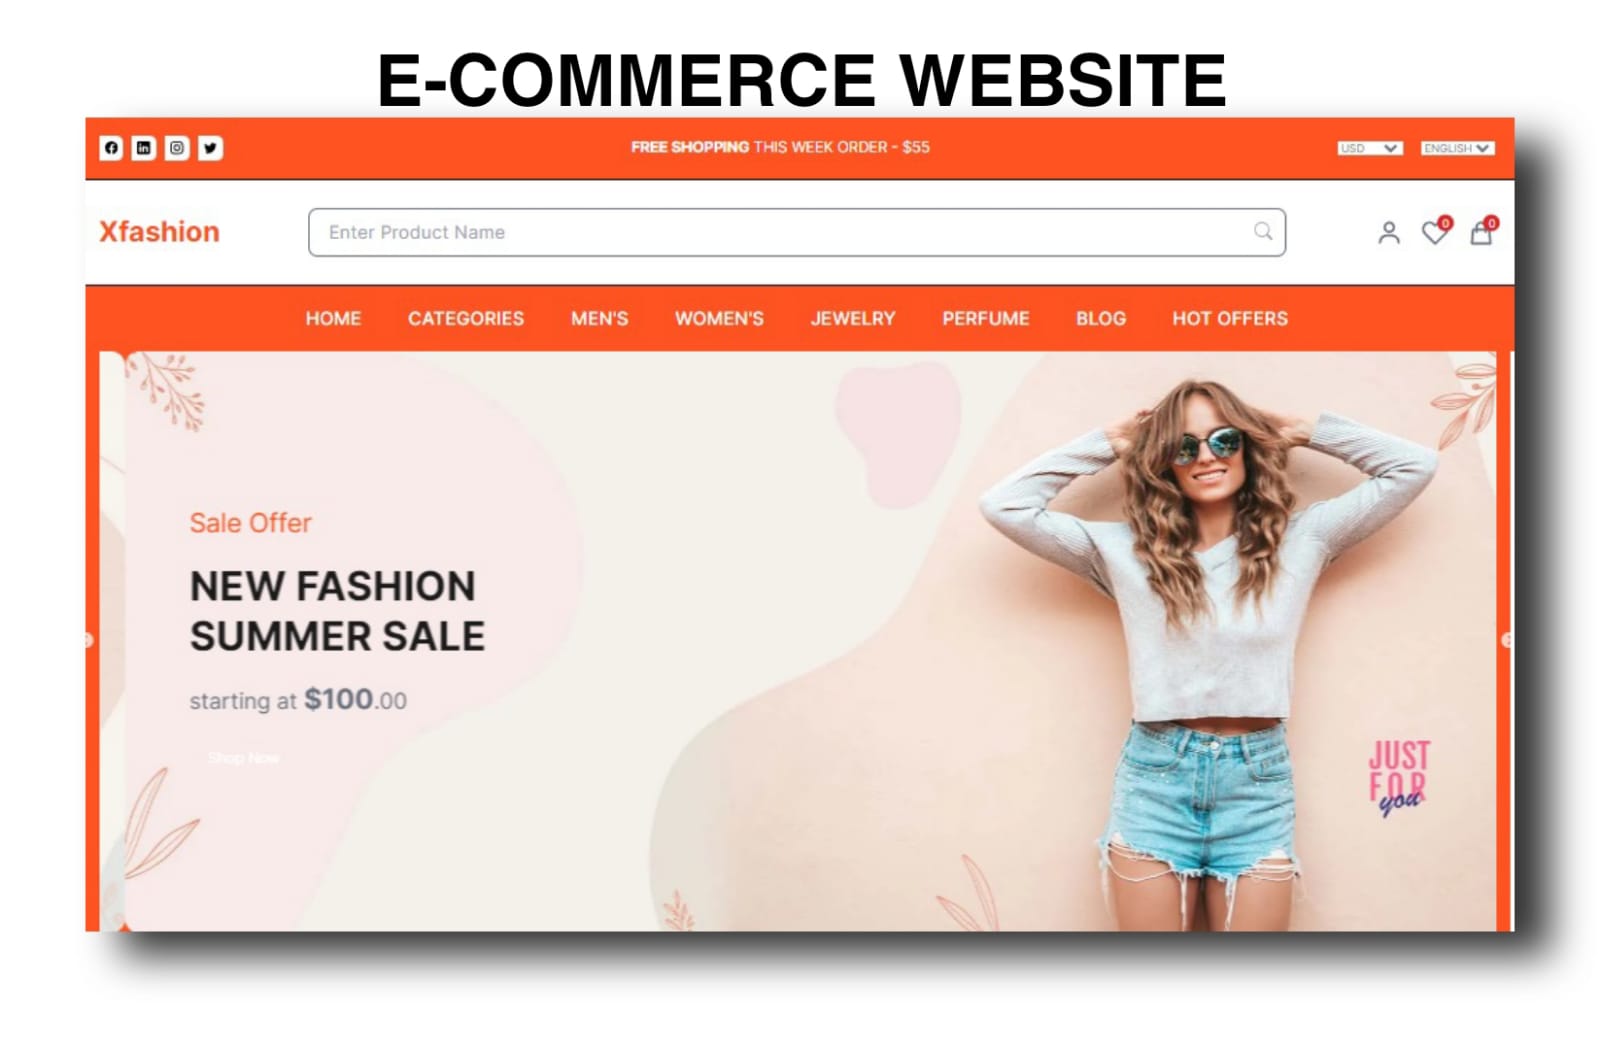 E-COMMERCE WEBSITE
FREE SHOPPING THIS WEEK ORDER - $55
USD
ENGLISH
Xfashion
Enter Product Name
0
0
HOME CATEGORIES MEN'S WOMEN'S JEWELRY PERFUME BLOG HOT OFFERS
Sale Offer
NEW FASHION
SUMMER SALE
starting at $100.00
Shop Now
JUST
FOR
you